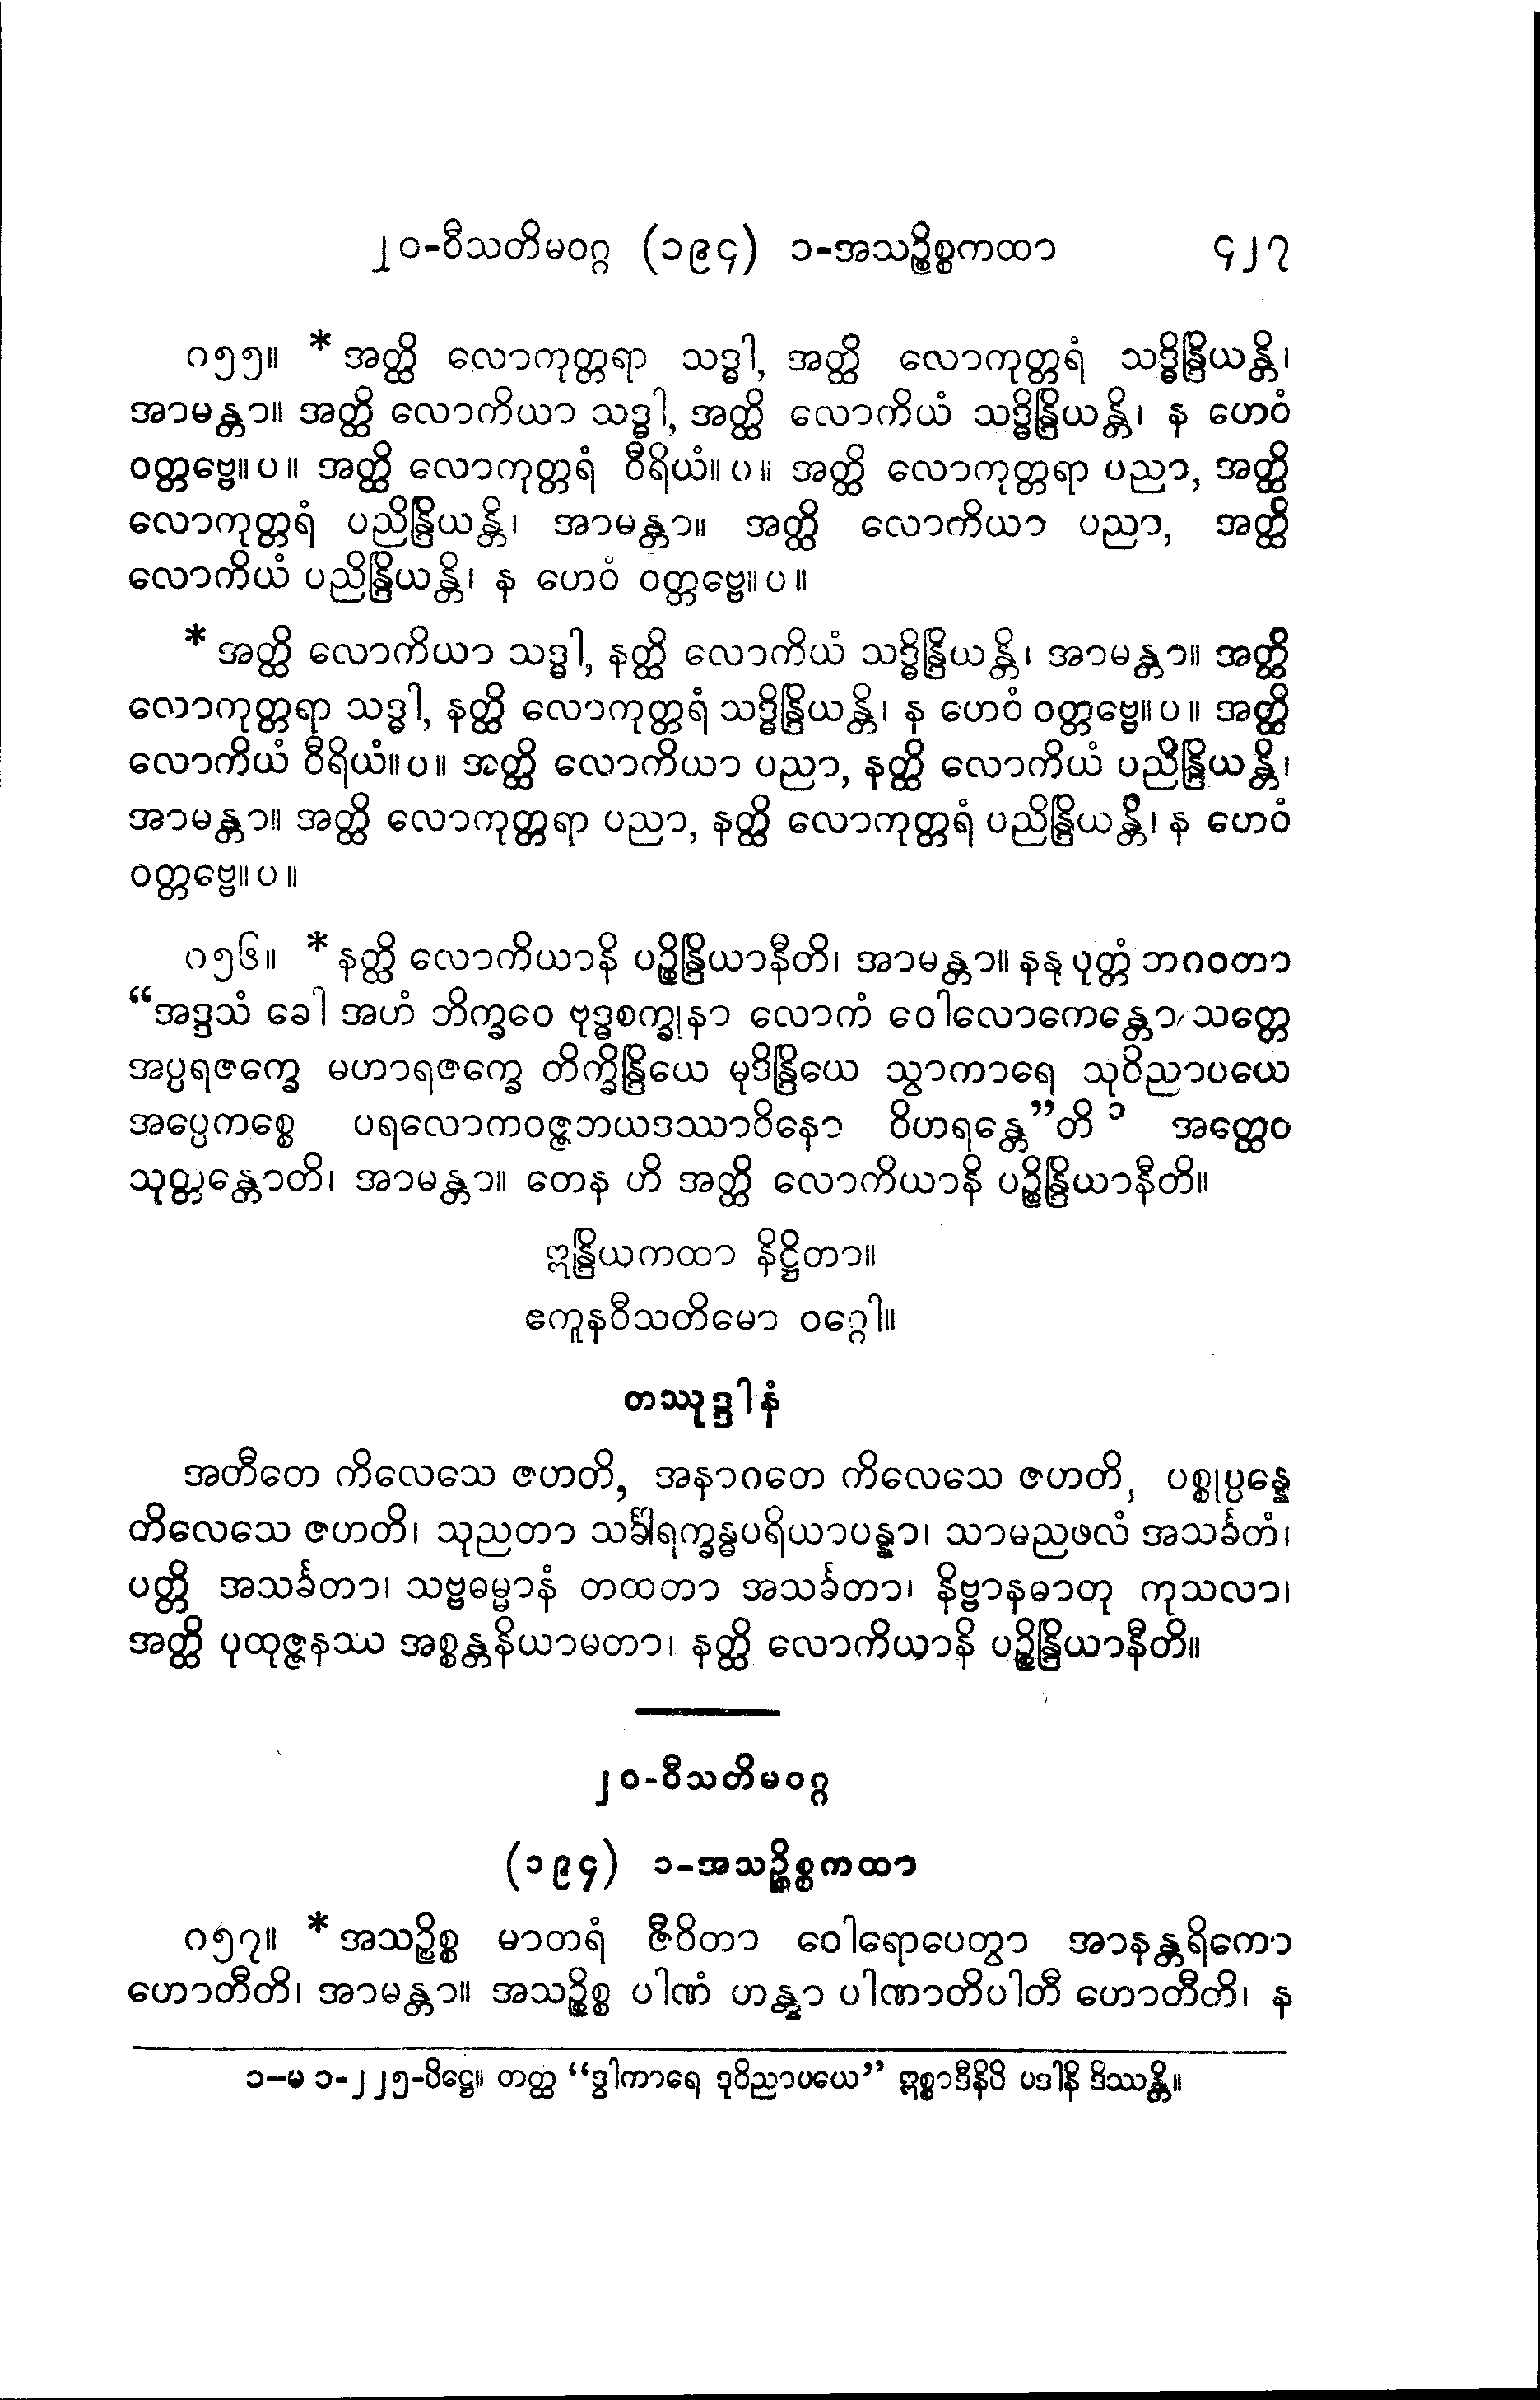 ၂၀-ဝီသတိမဝဂ္ဂ (၁၉၄) ၁-အသဉ္စိစ္စကထာ ၄၂၇
ဂ၅၅။ *အတ္ထိ လောကုတ္တရာ သဒ္ဓါ, အတ္ထိ လောကုတ္တရံ သဒ္ဓိန္ဒြိယန္တိ၊
အာမန္တာ။ အတ္ထိ လောကိယာ သဒ္ဓါ, အတ္ထိ လောကိယံ သဒ္ဓိန္ဒြိယန္တိ၊ န ဟေဝံ
ဝတ္တဗ္ဗေ။ပ။ အတ္ထိ လောကုတ္တရံ ဝီရိယံ။ပ။ အတ္ထိ လောကုတ္တရာ ပညာ, အတ္ထိ
လောကုတ္တရံ ပညိန္ဒြိယန္တိ၊ အာမန္တာ။ အတ္ထိ လောကိယာ ပညာ, အတ္ထိ
လောကိယံ ပညိန္ဒြိယန္တိ၊ န ဟေဝံ ဝတ္တဗ္ဗေ။ပ။
*အတ္ထိ လောကိယာ သဒ္ဓါ, နတ္ထိ လောကိယံ သဒ္ဓိန္ဒြိယန္တိ၊ အာမန္တာ။ အတ္ထိ
လောကုတ္တရာ သဒ္ဓါ, နတ္ထိ လောကုတ္တရံ သဒ္ဓိန္ဒြိယန္တိ၊ န ဟေဝံ ဝတ္တဗ္ဗေ။ပ။ အတ္ထိ
လောကိယံ ဝီရိယံ။ပ။ အတ္ထိ လောကိယာ ပညာ, နတ္ထိ လောကိယံ ပညိန္ဒြိယန္တိ၊
အာမန္တာ။ အတ္ထိ လောကုတ္တရာ ပညာ, နတ္ထိ လောကုတ္တရံ ပညိန္ဒြိယန္တိ၊ န ဟေဝံ
ဝတ္တဗ္ဗေ။ပ။
ဂ၅၆။ *နတ္ထိ လောကိယာနိ ပဉ္စိန္ဒြိယာနီတိ၊ အာမန္တာ။ နနု ဝုတ္တံ ဘဂဝတာ
“အဒ္ဒသံ ခေါ အဟံ ဘိက္ခဝေ ဗုဒ္ဓစက္ခုနာ လောကံ ဝေါလောကေန္တော သတ္တေ
အပ္ပရဇက္ခေ မဟာရဇက္ခေ တိက္ခိန္ဒြိယေ မုဒိန္ဒြိယေ သွာကာရေ သုဝိညာပယေ
အပ္ပေကစ္စေ ပရလောကဝဇ္ဇဘယဒဿာဝိနော ဝိဟရန္တေ”တိ ၁ အတ္ထေဝ
သုတ္တန္တောတိ၊ အာမန္တာ။ တေန ဟိ အတ္ထိ လောကိယာနိ ပဉ္စိန္ဒြိယာနီတိ။
ဣန္ဒြိယကထာ နိဋ္ဌိတာ။
ဧကူနဝီသတိမော ဝဂ္ဂေါ။
တဿုဒ္ဒါနံ
အတီတေ ကိလေသေ ဇဟတိ, အနာဂတေ ကိလေသေ ဇဟတိ, ပစ္စုပ္ပန္နေ
ကိလေသေ ဇဟတိ၊ သုညတာ သင်္ခါရက္ခန္ဓပရိယာပန္နာ၊ သာမညဖလံ အသင်္ခတံ၊
ပတ္တိ အသင်္ခတာ၊ သဗ္ဗဓမ္မာနံ တထတာ အသင်္ခတာ၊ နိဗ္ဗာနဓာတု ကုသလာ၊
အတ္ထိ ပုထုဇ္ဇနဿ အစ္စန္တနိယာမတာ၊ နတ္ထိ လောကိယာနိ ပဉ္စိန္ဒြိယာနီတိ။
၂၀-ဝီသတိမဝဂ္ဂ
(၁၉၄) ၁-အသဉ္စိစ္စကထာ
ဂ၅၇။ *အသဉ္စိစ္စ မာတရံ ဇီဝိတာ ဝေါရောပေတွာ အာနန္တရိကော
ဟောတီတိ၊ အာမန္တာ။ အသဉ္စိစ္စ ပါဏံ ဟန္တွာ ပါဏာတိပါတီ ဟောတီတိ၊ န
၁-မ ၁-၂၂၅-ပိဋ္ဌေ။ တတ္ထ “ဒွါကာရေ ဒုဝိညာပယေ” ဣစ္စာဒီနိပိ ပဒါနိ ဒိဿန္တိ။